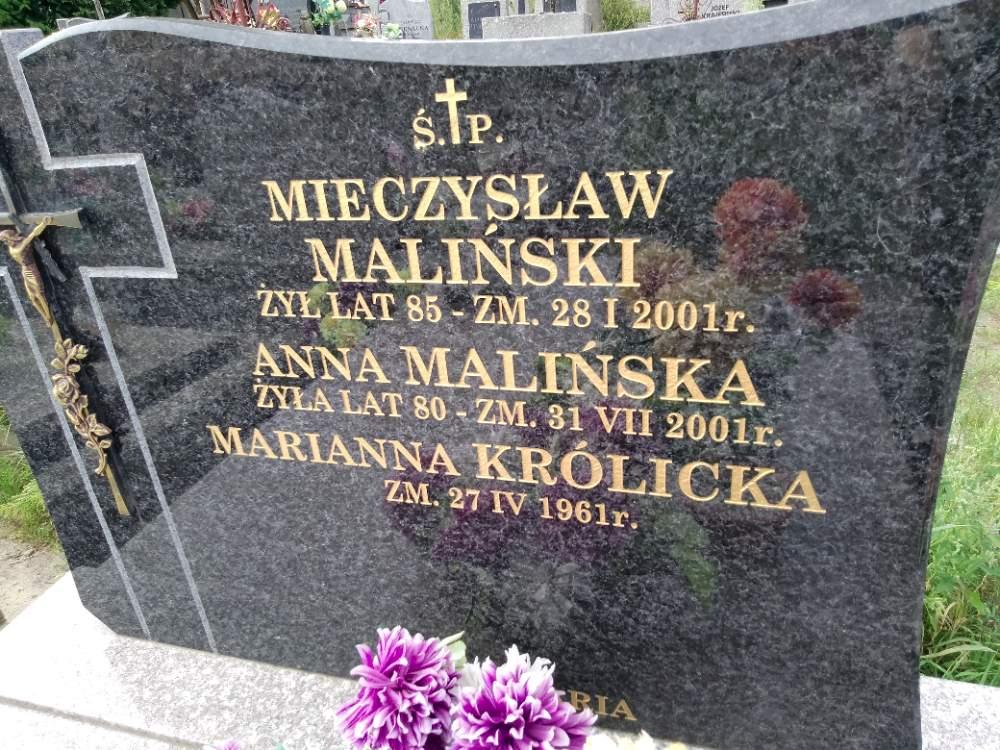 Ś. P.
MIECZYSŁAW
MALIŃSKI
ŻYŁ LAT 85 - ZM. 28 I 2001r.
ANNA MALIŃSKA
ŻYŁA LAT 80 - ZM. 31 VII 2001r.
MARIANNA KRÓLICKA
ZM. 27 IV 1961r.